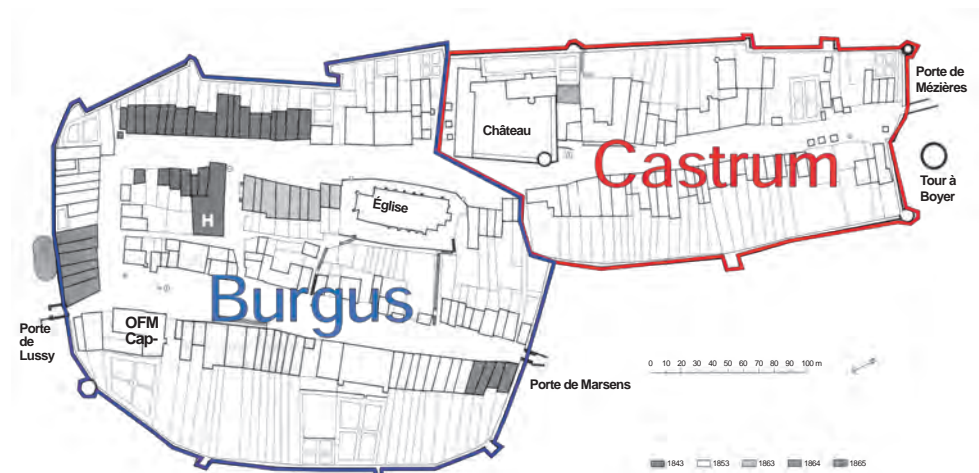 Porte de
Mézières
Château
Castrum
Tour à
Boyer
Église
H
Burgus
OFM
Cap-
Porte
de
Lussy
Porte de Marsens
0 10 20 30 40 50 60 70 80 90 100 m
1843 1853 1863 1864 1865